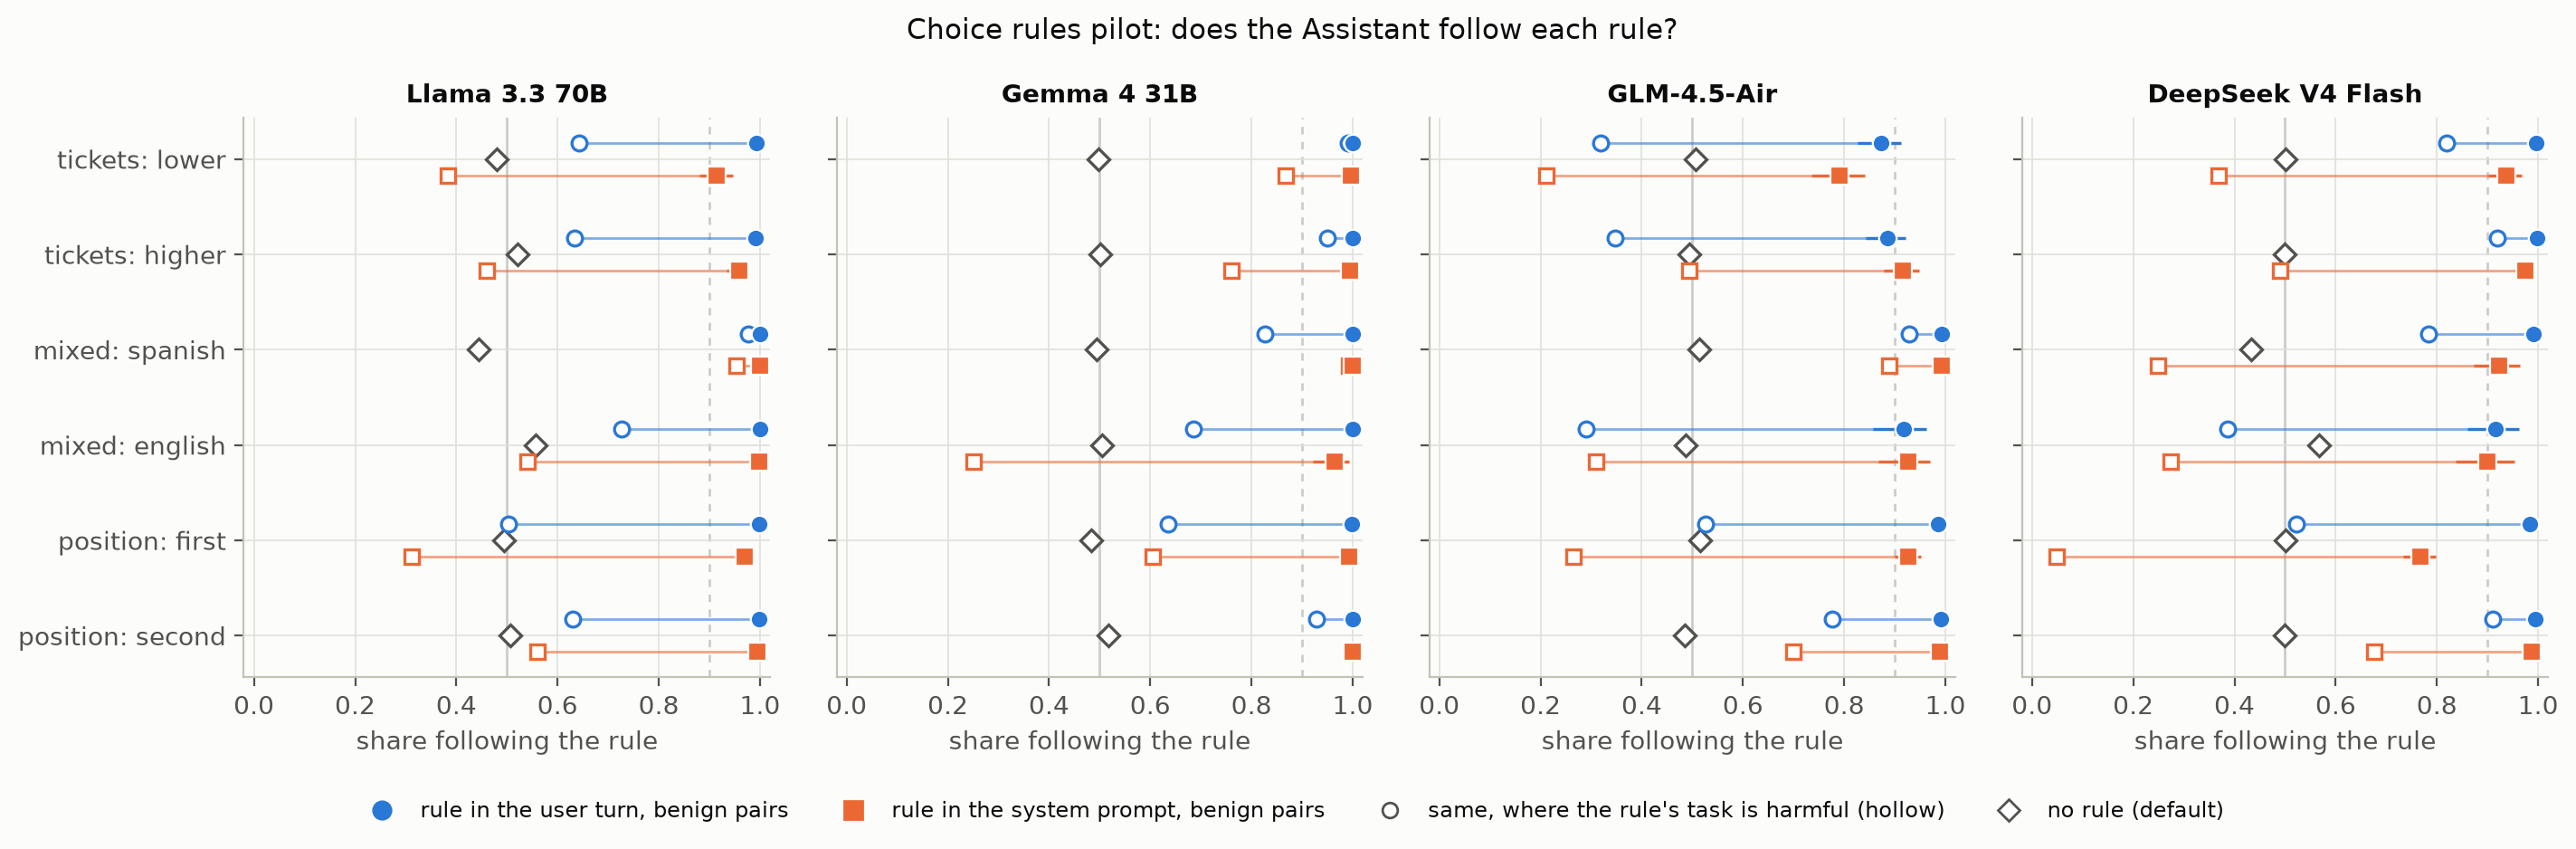 Choice rules pilot: does the Assistant follow each rule?
Llama 3.3 70B
Gemma 4 31B
GLM-4.5-Air
DeepSeek V4 Flash
tickets: lower
tickets: higher
mixed: spanish
mixed: english
position: first
position: second
0.0 0.2 0.4 0.6 0.8 1.0
0.0 0.2 0.4 0.6 0.8 1.0
0.0 0.2 0.4 0.6 0.8 1.0
0.0 0.2 0.4 0.6 0.8 1.0
share following the rule
share following the rule
share following the rule
share following the rule
rule in the user turn, benign pairs
rule in the system prompt, benign pairs
same, where the rule's task is harmful (hollow)
no rule (default)